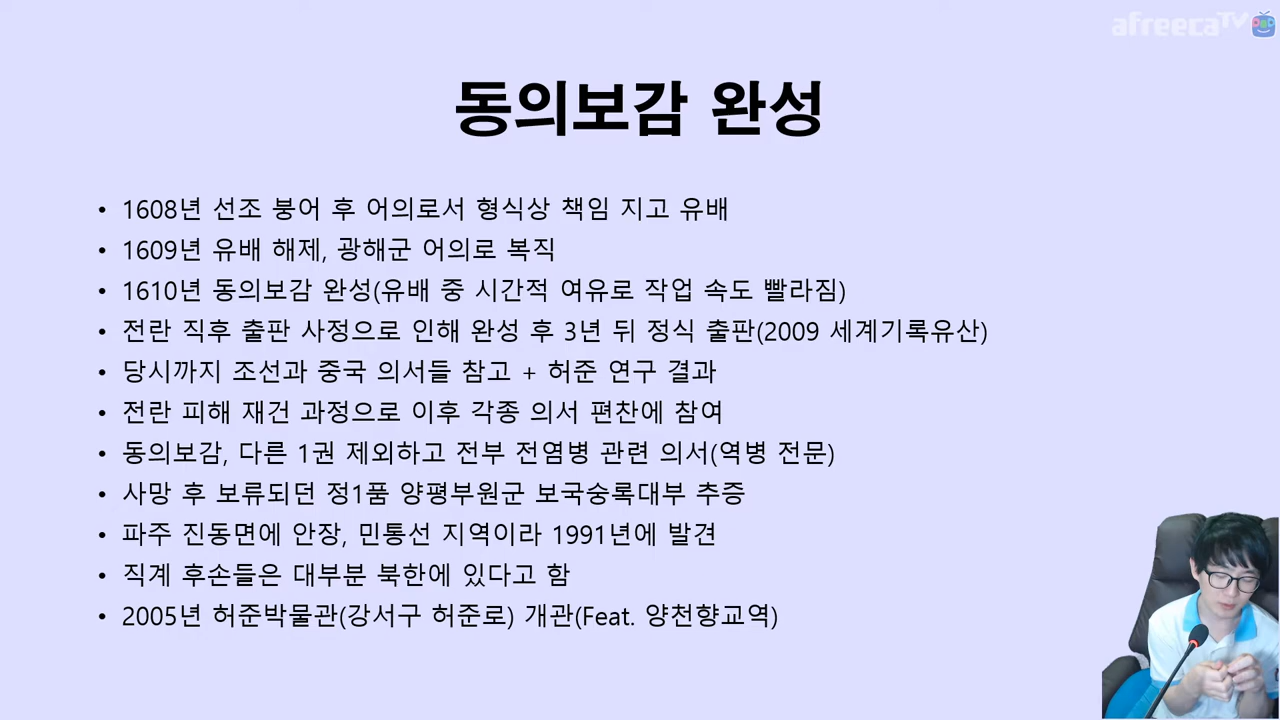 afreecaTV
동의보감 완성
• 1608년 선조 붕어 후 어의로서 형식상 책임 지고 유배
• 1609년 유배 해제, 광해군 어의로 복직
• 1610년 동의보감 완성(유배 중 시간적 여유로 작업 속도 빨라짐)
• 전란 직후 출판 사정으로 인해 완성 후 3년 뒤 정식 출판(2009 세계기록유산)
• 당시까지 조선과 중국 의서들 참고 + 허준 연구 결과
• 전란 피해 재건 과정으로 이후 각종 의서 편찬에 참여
• 동의보감, 다른 1권 제외하고 전부 전염병 관련 의서(역병 전문)
• 사망 후 보류되던 정1품 양평부원군 보국숭록대부 추증
• 파주 진동면에 안장, 민통선 지역이라 1991년에 발견
• 직계 후손들은 대부분 북한에 있다고 함
• 2005년 허준박물관(강서구 허준로) 개관(Feat. 양천향교역)